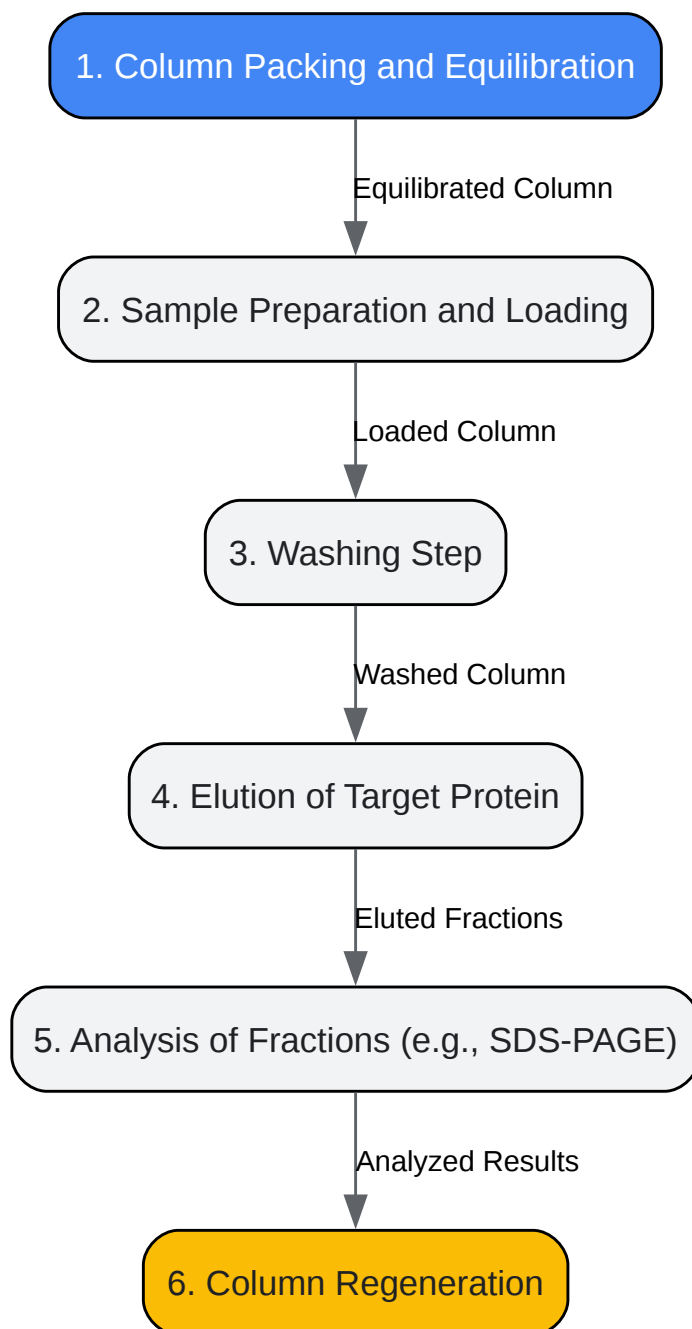 1. Column Packing and Equilibration
Equilibrated Column
2. Sample Preparation and Loading
Loaded Column
3. Washing Step
Washed Column
4. Elution of Target Protein
Eluted Fractions
5. Analysis of Fractions (e.g., SDS-PAGE)
Analyzed Results
6. Column Regeneration